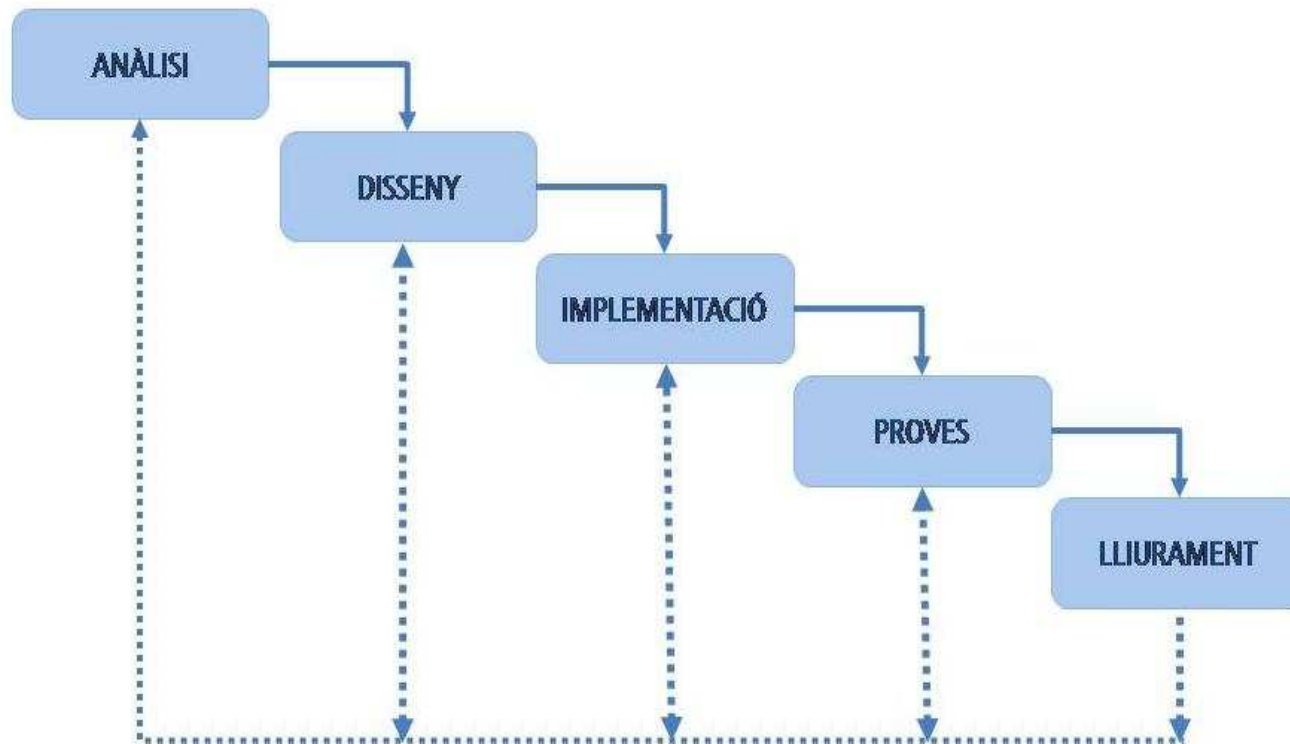 ANÀLISI
DISSENY
IMPLEMENTACIÓ
PROVES
LLIURAMENT